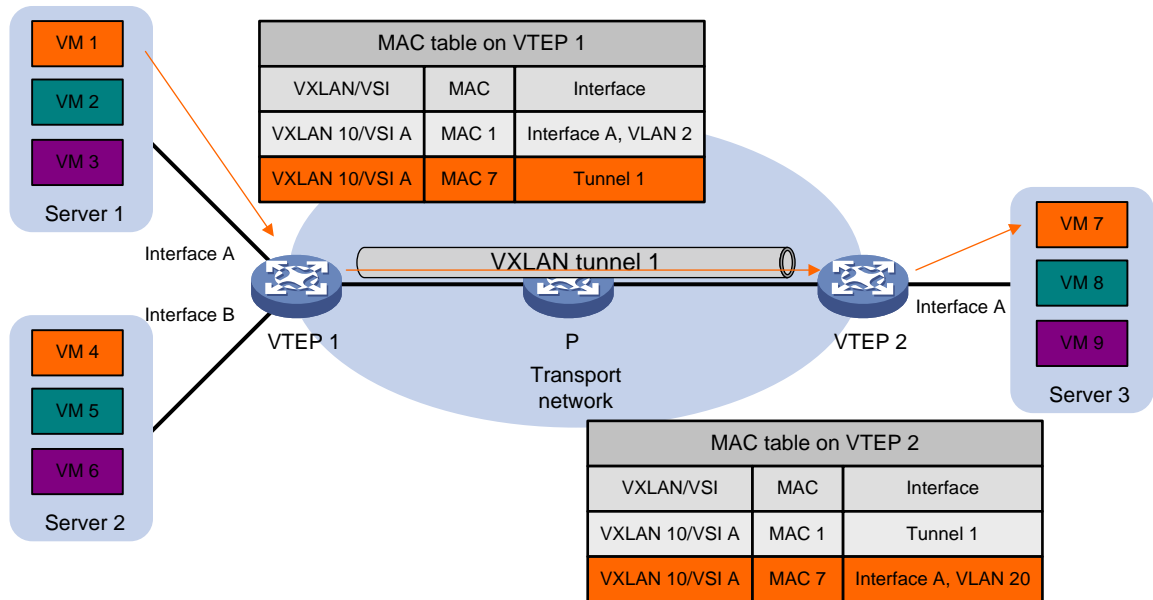 VM 1
VM 2
VM 3
Server 1
MAC table on VTEP 1
VXLAN/VSI MAC Interface
VXLAN 10/VSI A MAC 1 Interface A, VLAN 2
VXLAN 10/VSI A MAC 7 Tunnel 1
Interface A
Interface B
VTEP 1
VXLAN tunnel 1
P
Transport
network
VTEP 2
Interface A
VM 7
VM 8
VM 9
Server 3
VM 4
VM 5
VM 6
Server 2
MAC table on VTEP 2
VXLAN/VSI MAC Interface
VXLAN 10/VSI A MAC 1 Tunnel 1
VXLAN 10/VSI A MAC 7 Interface A, VLAN 20